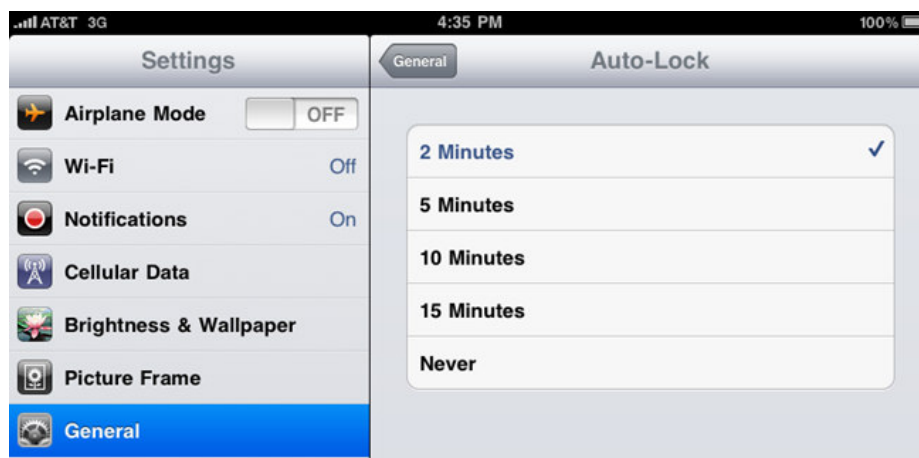 AT&T 3G 4:35 PM 100%
Settings
General Auto-Lock
Airplane Mode OFF
Wi-Fi Off
Notifications On
Cellular Data
Brightness & Wallpaper
Picture Frame
General
2 Minutes
5 Minutes
10 Minutes
15 Minutes
Never